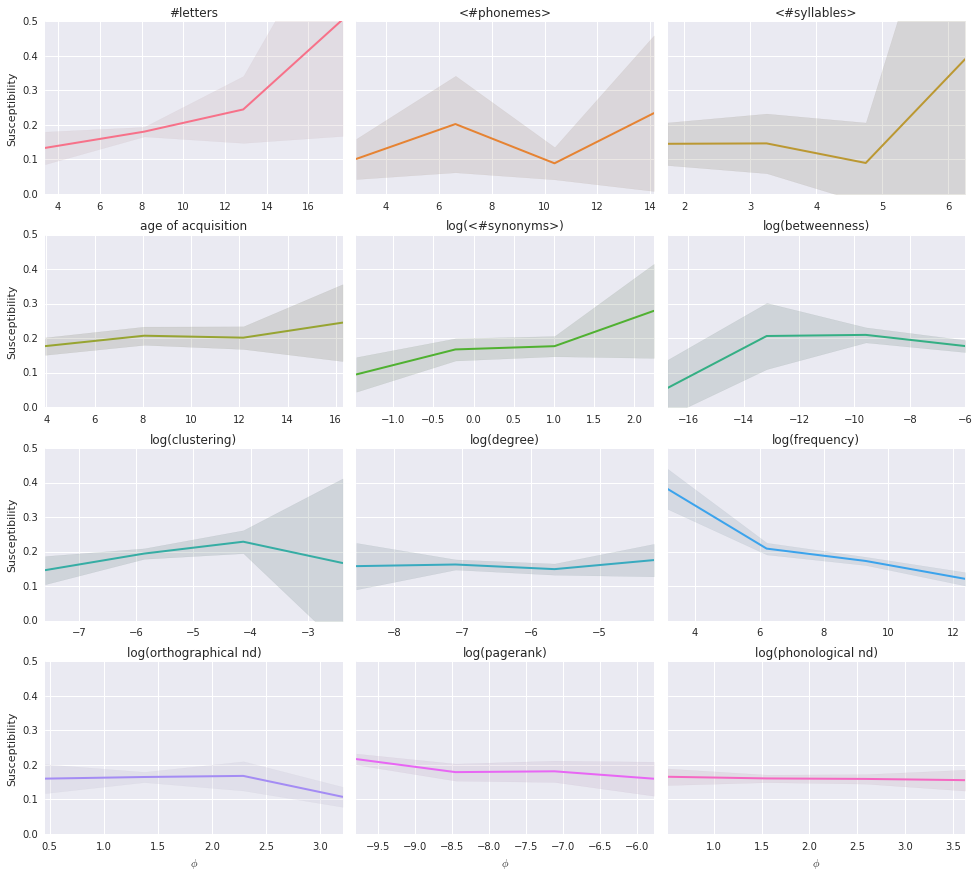 #letters <#phonemes> <#syllables>
Susceptibility
0.5
0.4
0.3
0.2
0.1
0.0
4 6 8 10 12 14 16
4 6 8 10 12 14
2 3 4 5 6
age of acquisition log(<#synonyms>) log(betweenness)
Susceptibility
0.5
0.4
0.3
0.2
0.1
0.0
4 6 8 10 12 14 16
−1.0 −0.5 0.0 0.5 1.0 1.5 2.0
−16 −14 −12 −10 −8 −6
log(clustering) log(degree) log(frequency)
Susceptibility
0.5
0.4
0.3
0.2
0.1
0.0
−7 −6 −5 −4 −3
−8 −7 −6 −5
4 6 8 10 12
log(orthographical nd) log(pagerank) log(phonological nd)
Susceptibility
0.5
0.4
0.3
0.2
0.1
0.0
0.5 1.0 1.5 2.0 2.5 3.0
−9.5 −9.0 −8.5 −8.0 −7.5 −7.0 −6.5 −6.0
1.0 1.5 2.0 2.5 3.0 3.5
ϕ ϕ ϕ